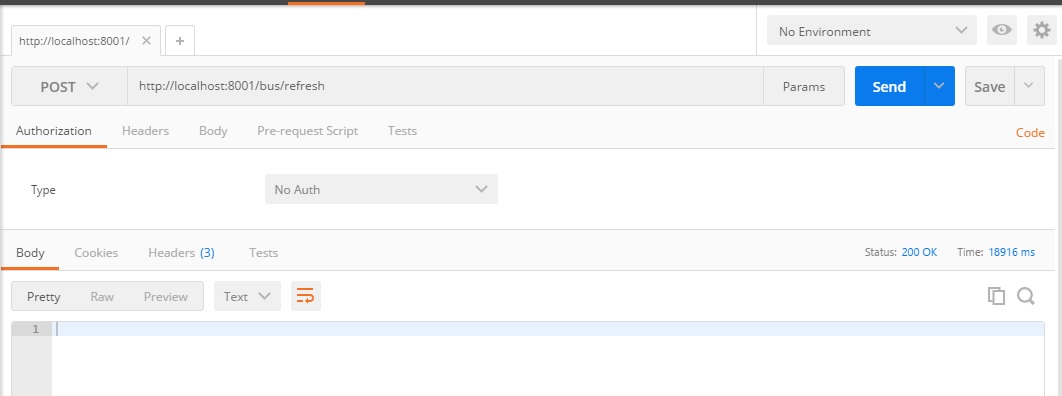 http://localhost:8001/ × +
No Environment
POST http://localhost:8001/bus/refresh Params Send Save
Authorization Headers Body Pre-request Script Tests Code
Type No Auth
Body Cookies Headers (3) Tests Status: 200 OK Time: 18916 ms
Pretty Raw Preview Text
1